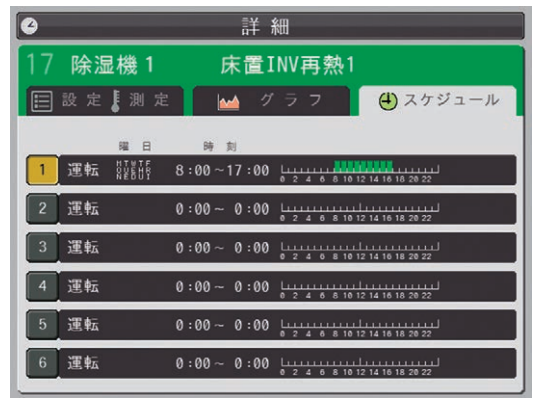 詳細
17 除湿機1 床置INV再熱1
設定 測定 グラフ スケジュール
曜日 時刻
1 運転 MTWTF 8:00~17:00
OUEHR
NEDUI
0 2 4 6 8 10 12 14 16 18 20 22
2 運転 0:00~ 0:00
0 2 4 6 8 10 12 14 16 18 20 22
3 運転 0:00~ 0:00
0 2 4 6 8 10 12 14 16 18 20 22
4 運転 0:00~ 0:00
0 2 4 6 8 10 12 14 16 18 20 22
5 運転 0:00~ 0:00
0 2 4 6 8 10 12 14 16 18 20 22
6 運転 0:00~ 0:00
0 2 4 6 8 10 12 14 16 18 20 22